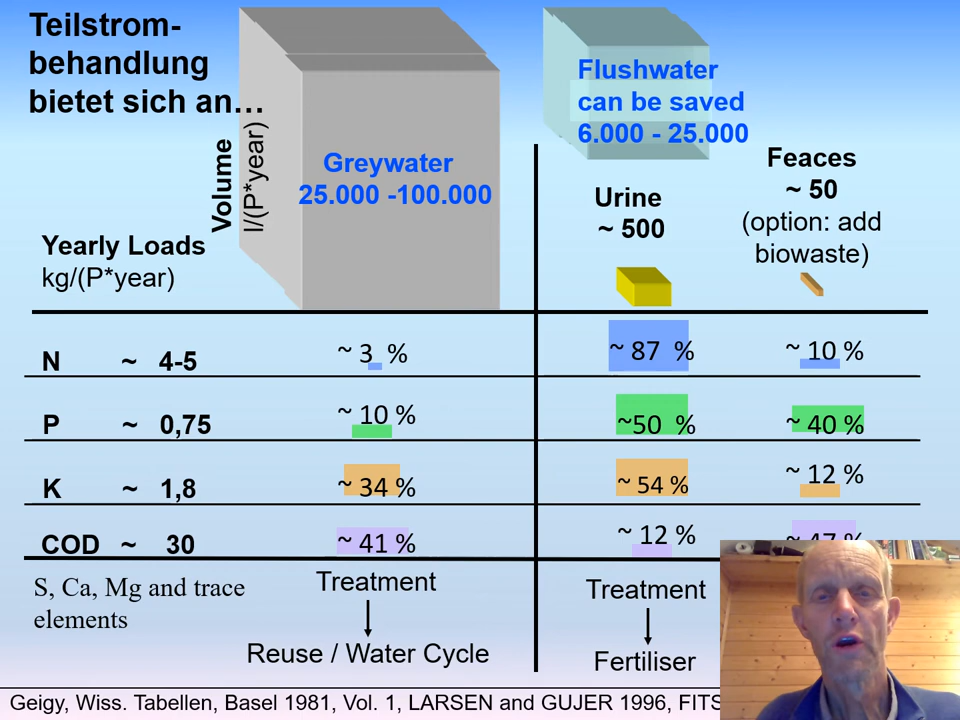 Teilstrom-
behandlung
bietet sich an…
Volume
l/(P*year)
Greywater
25.000 -100.000
Flushwater
can be saved
6.000 - 25.000
Urine
~ 500
Feaces
~ 50
(option: add
biowaste)
Yearly Loads
kg/(P*year)
N ~ 4-5 ~ 3 % ~ 87 % ~ 10 %
P ~ 0,75 ~ 10 % ~50 % ~ 40 %
K ~ 1,8 ~ 34 % ~ 54 % ~ 12 %
COD ~ 30 ~ 41 % ~ 12 % ~ 47 %
S, Ca, Mg and trace
elements
Treatment
Reuse / Water Cycle
Treatment
Fertiliser
Geigy, Wiss. Tabellen, Basel 1981, Vol. 1, LARSEN and GUJER 1996, FITS